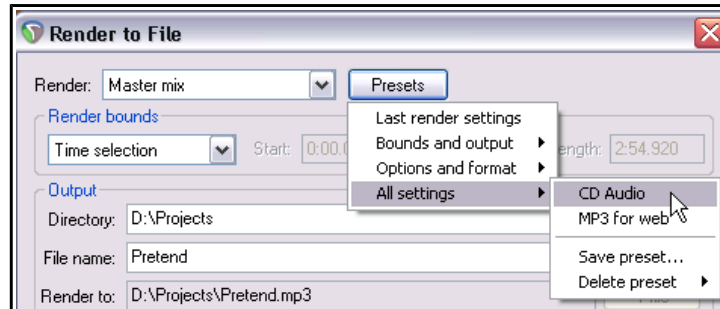 Render to File
Render: Master mix Presets
Last render settings
Bounds and output
Options and format
All settings
CD Audio
MP3 for web
Save preset...
Delete preset
Render bounds
Time selection Start: 0:00. ength: 2:54.920
Output
Directory: D:\Projects
File name: Pretend
Render to: D:\Projects\Pretend.mp3